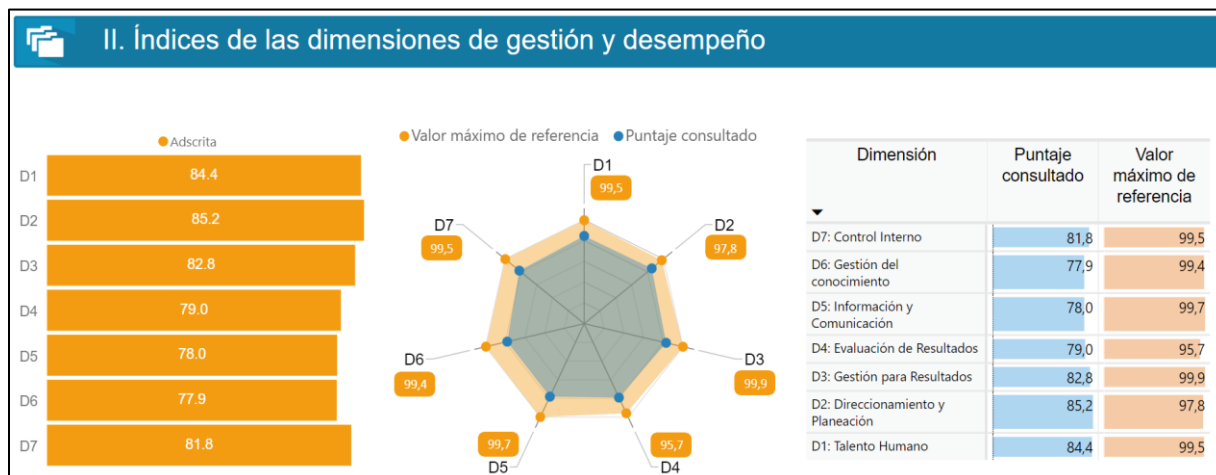 II. Índices de las dimensiones de gestión y desempeño
Adscrita
D1 84.4
D2 85.2
D3 82.8
D4 79.0
D5 78.0
D6 77.9
D7 81.8
Valor máximo de referencia Puntaje consultado
D1
99,5
D7
D2
99,5
97,8
D6
D3
99,4
99,9
99,7
95,7
D5
D4
Dimensión Puntaje consultado Valor máximo de referencia
D7: Control Interno 81,8 99,5
D6: Gestión del
conocimiento 77,9 99,4
D5: Información y
Comunicación 78,0 99,7
D4: Evaluación de Resultados 79,0 95,7
D3: Gestión para Resultados 82,8 99,9
D2: Direccionamiento y
Planeación 85,2 97,8
D1: Talento Humano 84,4 99,5